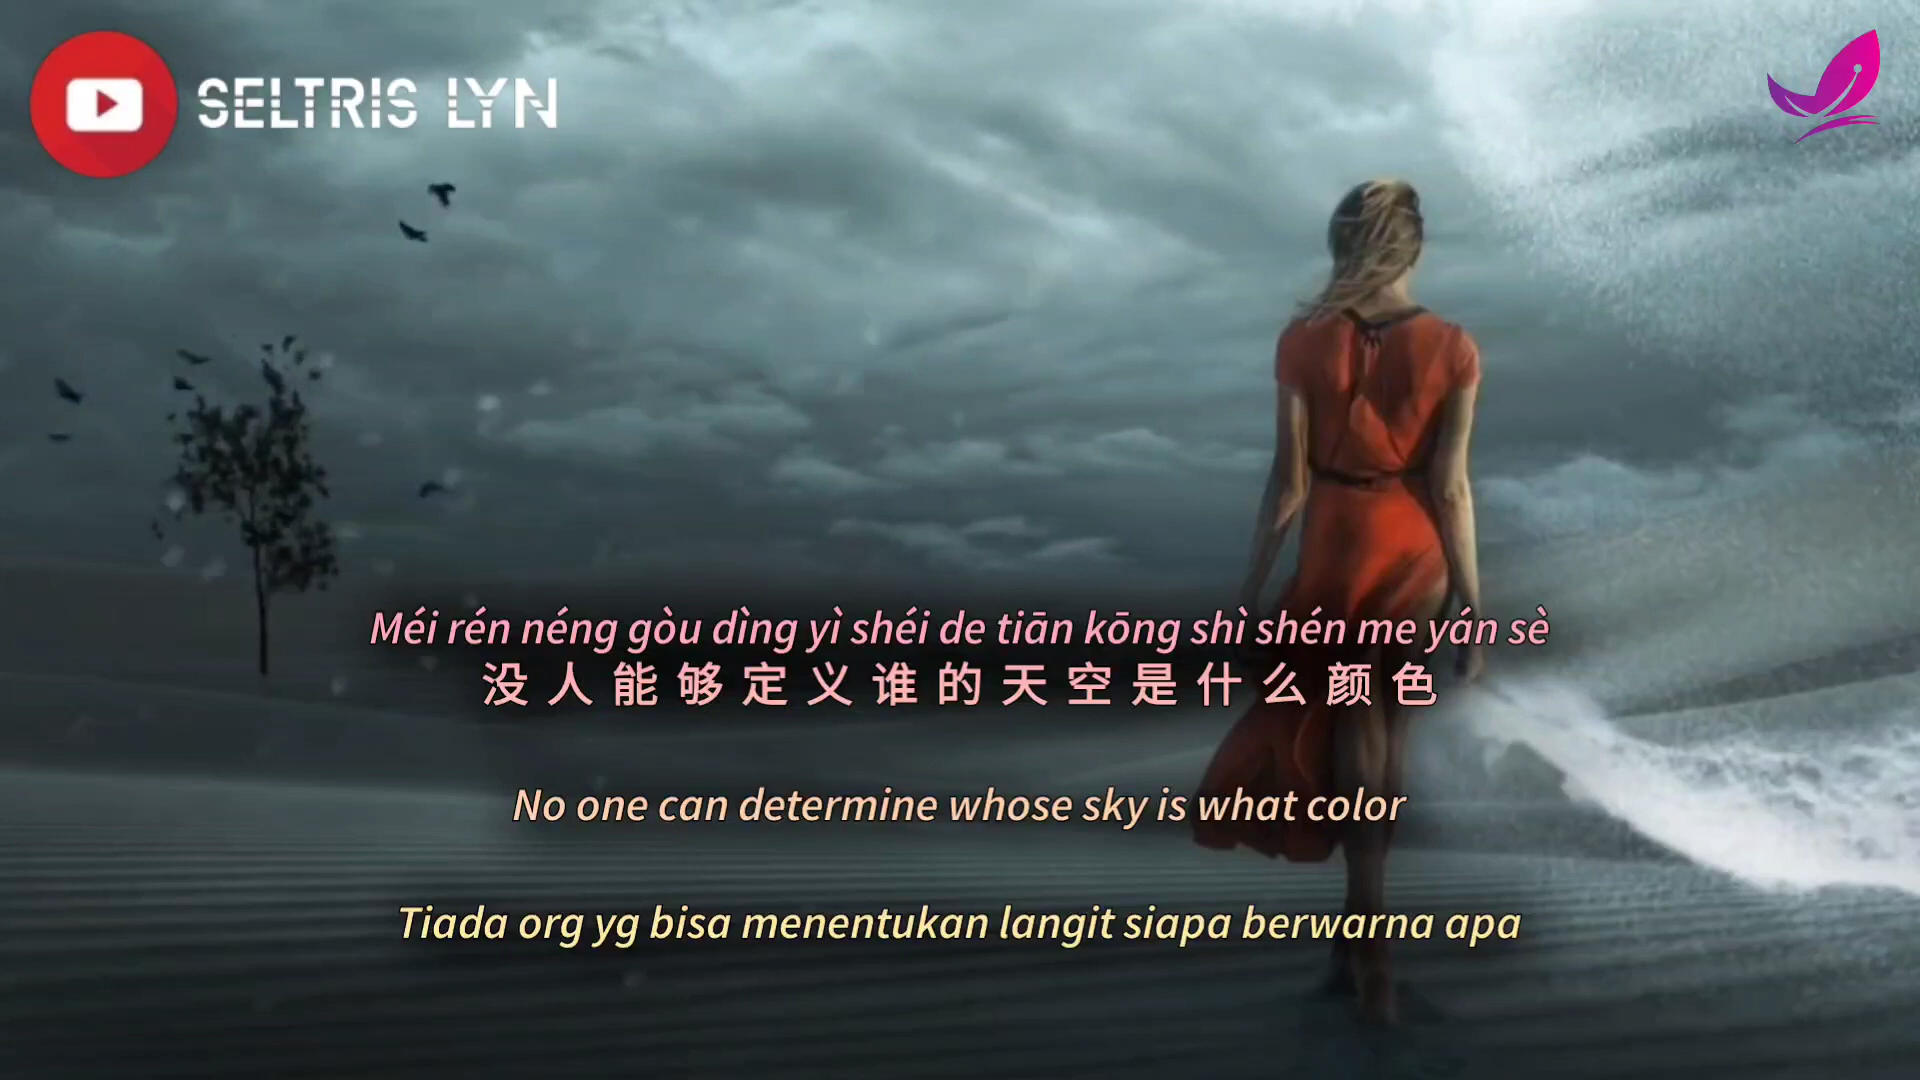 SELTRIS LYN
Méi rén néng gòu dìng yì shéi de tiān kōng shì shén me yán sè
没人能够定义谁的天空是什么颜色
No one can determine whose sky is what color
Tiada org yg bisa menentukan langit siapa berwarna apa